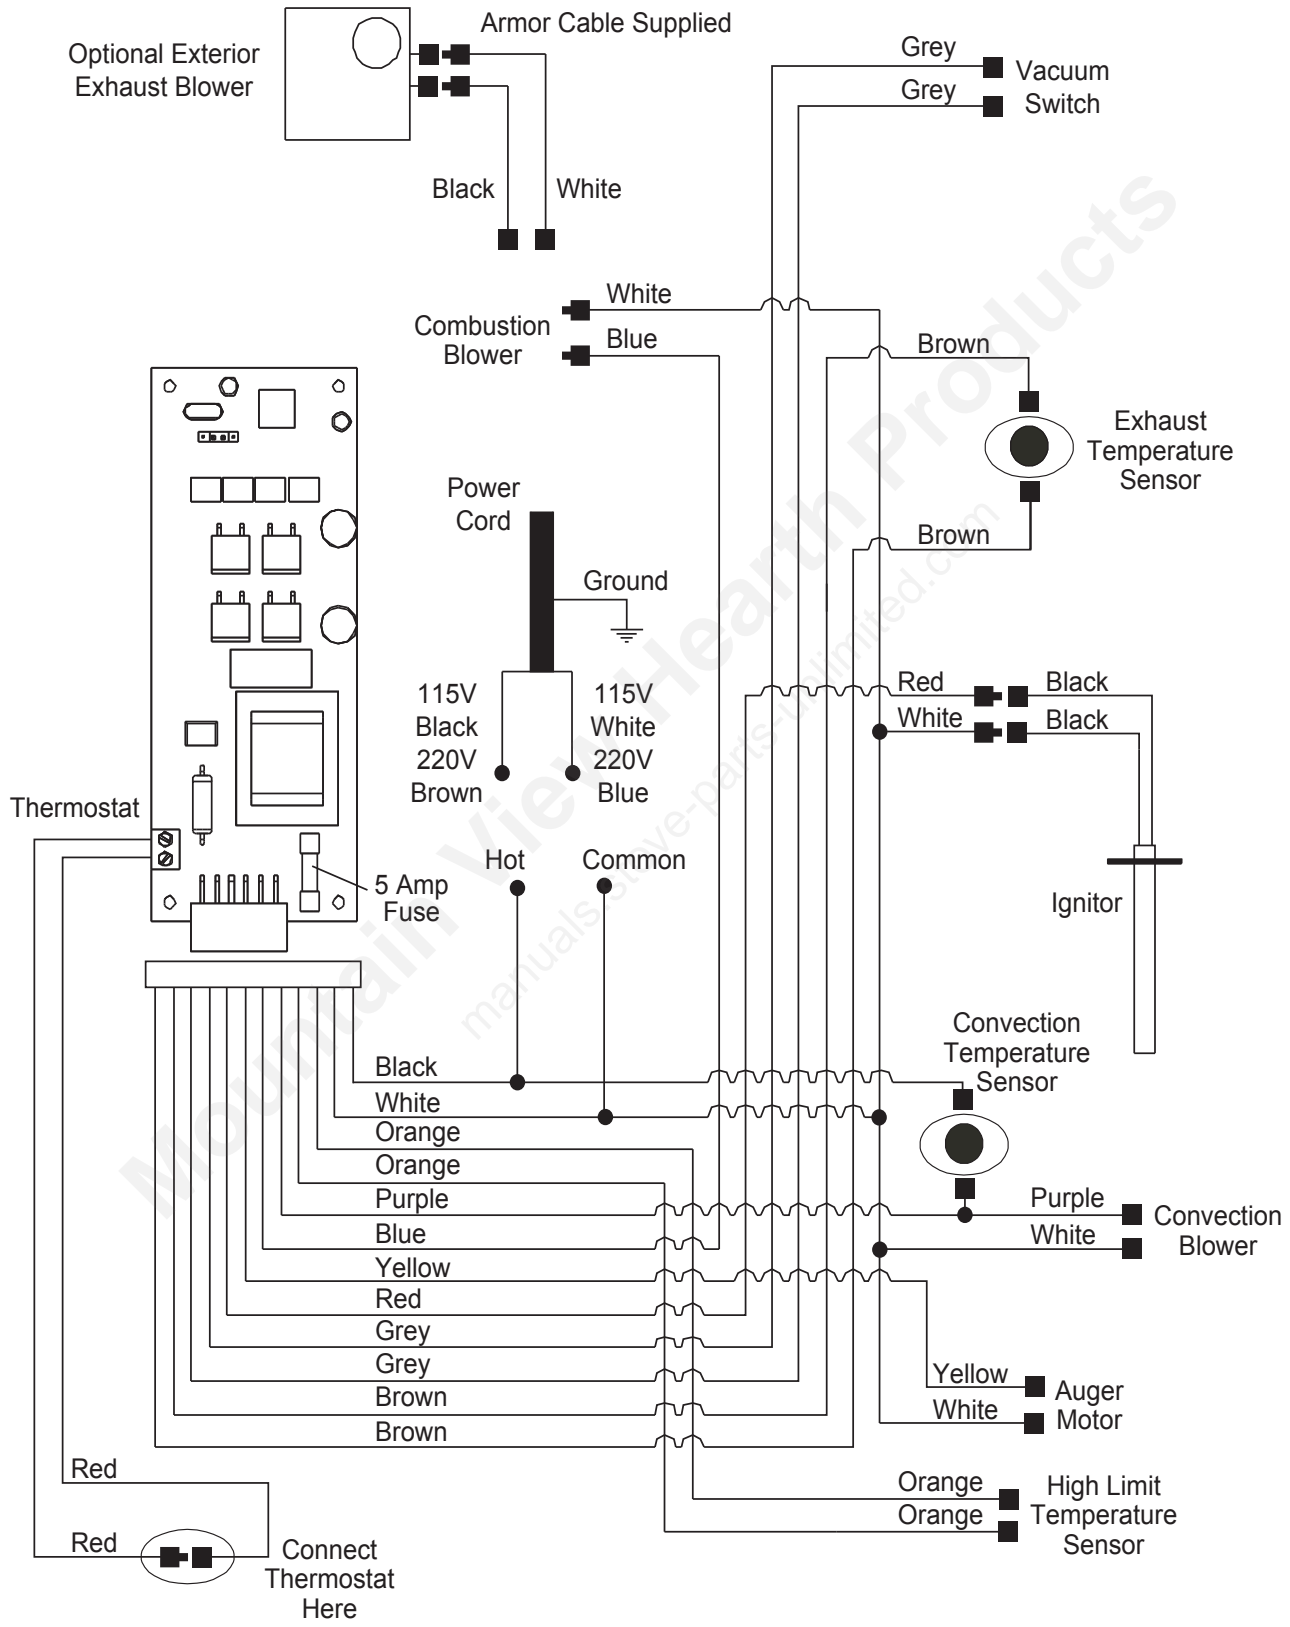 Armor Cable Supplied
Optional Exterior
Exhaust Blower
Black
White
Grey
Grey
Vacuum
Switch
White
Combustion
Blower
Blue
Brown
Exhaust
Temperature
Sensor
Brown
Power
Cord
Ground
115V
Black
220V
Brown
115V
White
220V
Blue
Red
White
Black
Black
Ignitor
Thermostat
5 Amp
Fuse
Hot
Common
Convection
Temperature
Sensor
Black
White
Orange
Orange
Purple
Blue
Yellow
Red
Grey
Grey
Brown
Brown
Purple
White
Convection
Blower
Yellow
White
Auger
Motor
Orange
Orange
High Limit
Temperature
Sensor
Red
Red
Connect
Thermostat
Here
Mountain View Hearth Products
manuals.stove-parts-unlimited.com